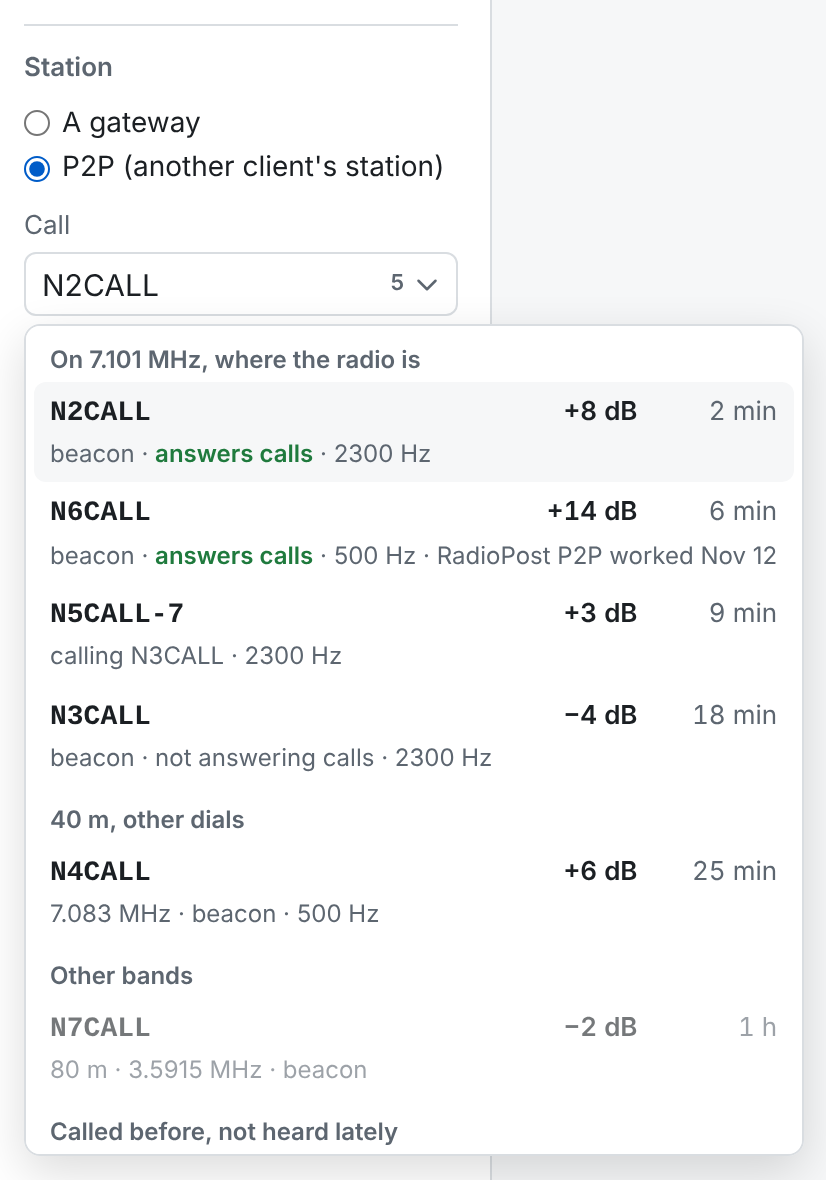 Station
A gateway
P2P (another client's station)
Call
N2CALL 5
On 7.101 MHz, where the radio is
N2CALL +8 dB 2 min
beacon · answers calls · 2300 Hz
N6CALL +14 dB 6 min
beacon · answers calls · 500 Hz · RadioPost P2P worked Nov 12
N5CALL-7 +3 dB 9 min
calling N3CALL · 2300 Hz
N3CALL −4 dB 18 min
beacon · not answering calls · 2300 Hz
40 m, other dials
N4CALL +6 dB 25 min
7.083 MHz · beacon · 500 Hz
Other bands
N7CALL −2 dB 1 h
80 m · 3.5915 MHz · beacon
Called before, not heard lately